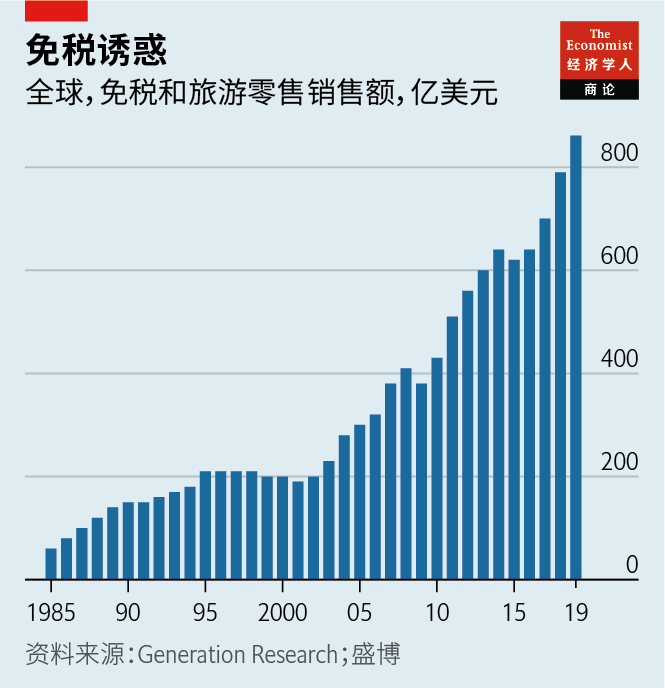 免税诱惑
全球，免税和旅游零售销售额，亿美元
The
Economist
经济学人
商论
800
600
400
200
0
1985 90 95 2000 05 10 15 19
资料来源：Generation Research；盛博